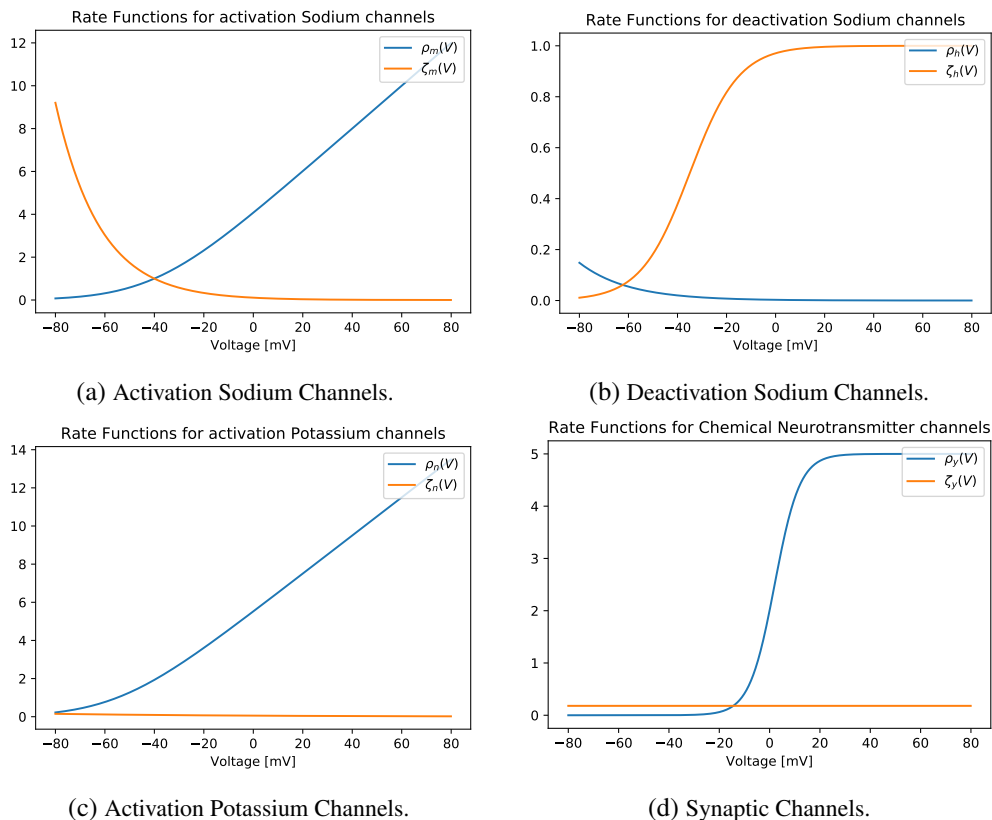 Rate Functions for activation Sodium channels
12
10
8
6
4
2
0
ρₘ(V)
ζₘ(V)
−80 −60 −40 −20 0 20 40 60 80
Voltage [mV]
(a) Activation Sodium Channels.
Rate Functions for deactivation Sodium channels
1.0
0.8
0.6
0.4
0.2
0.0
ρₕ(V)
ζₕ(V)
−80 −60 −40 −20 0 20 40 60 80
Voltage [mV]
(b) Deactivation Sodium Channels.
Rate Functions for activation Potassium channels
14
12
10
8
6
4
2
0
ρₙ(V)
ζₙ(V)
−80 −60 −40 −20 0 20 40 60 80
Voltage [mV]
(c) Activation Potassium Channels.
Rate Functions for Chemical Neurotransmitter channels
5
4
3
2
1
0
ρ_y(V)
ζ_y(V)
−80 −60 −40 −20 0 20 40 60 80
Voltage [mV]
(d) Synaptic Channels.